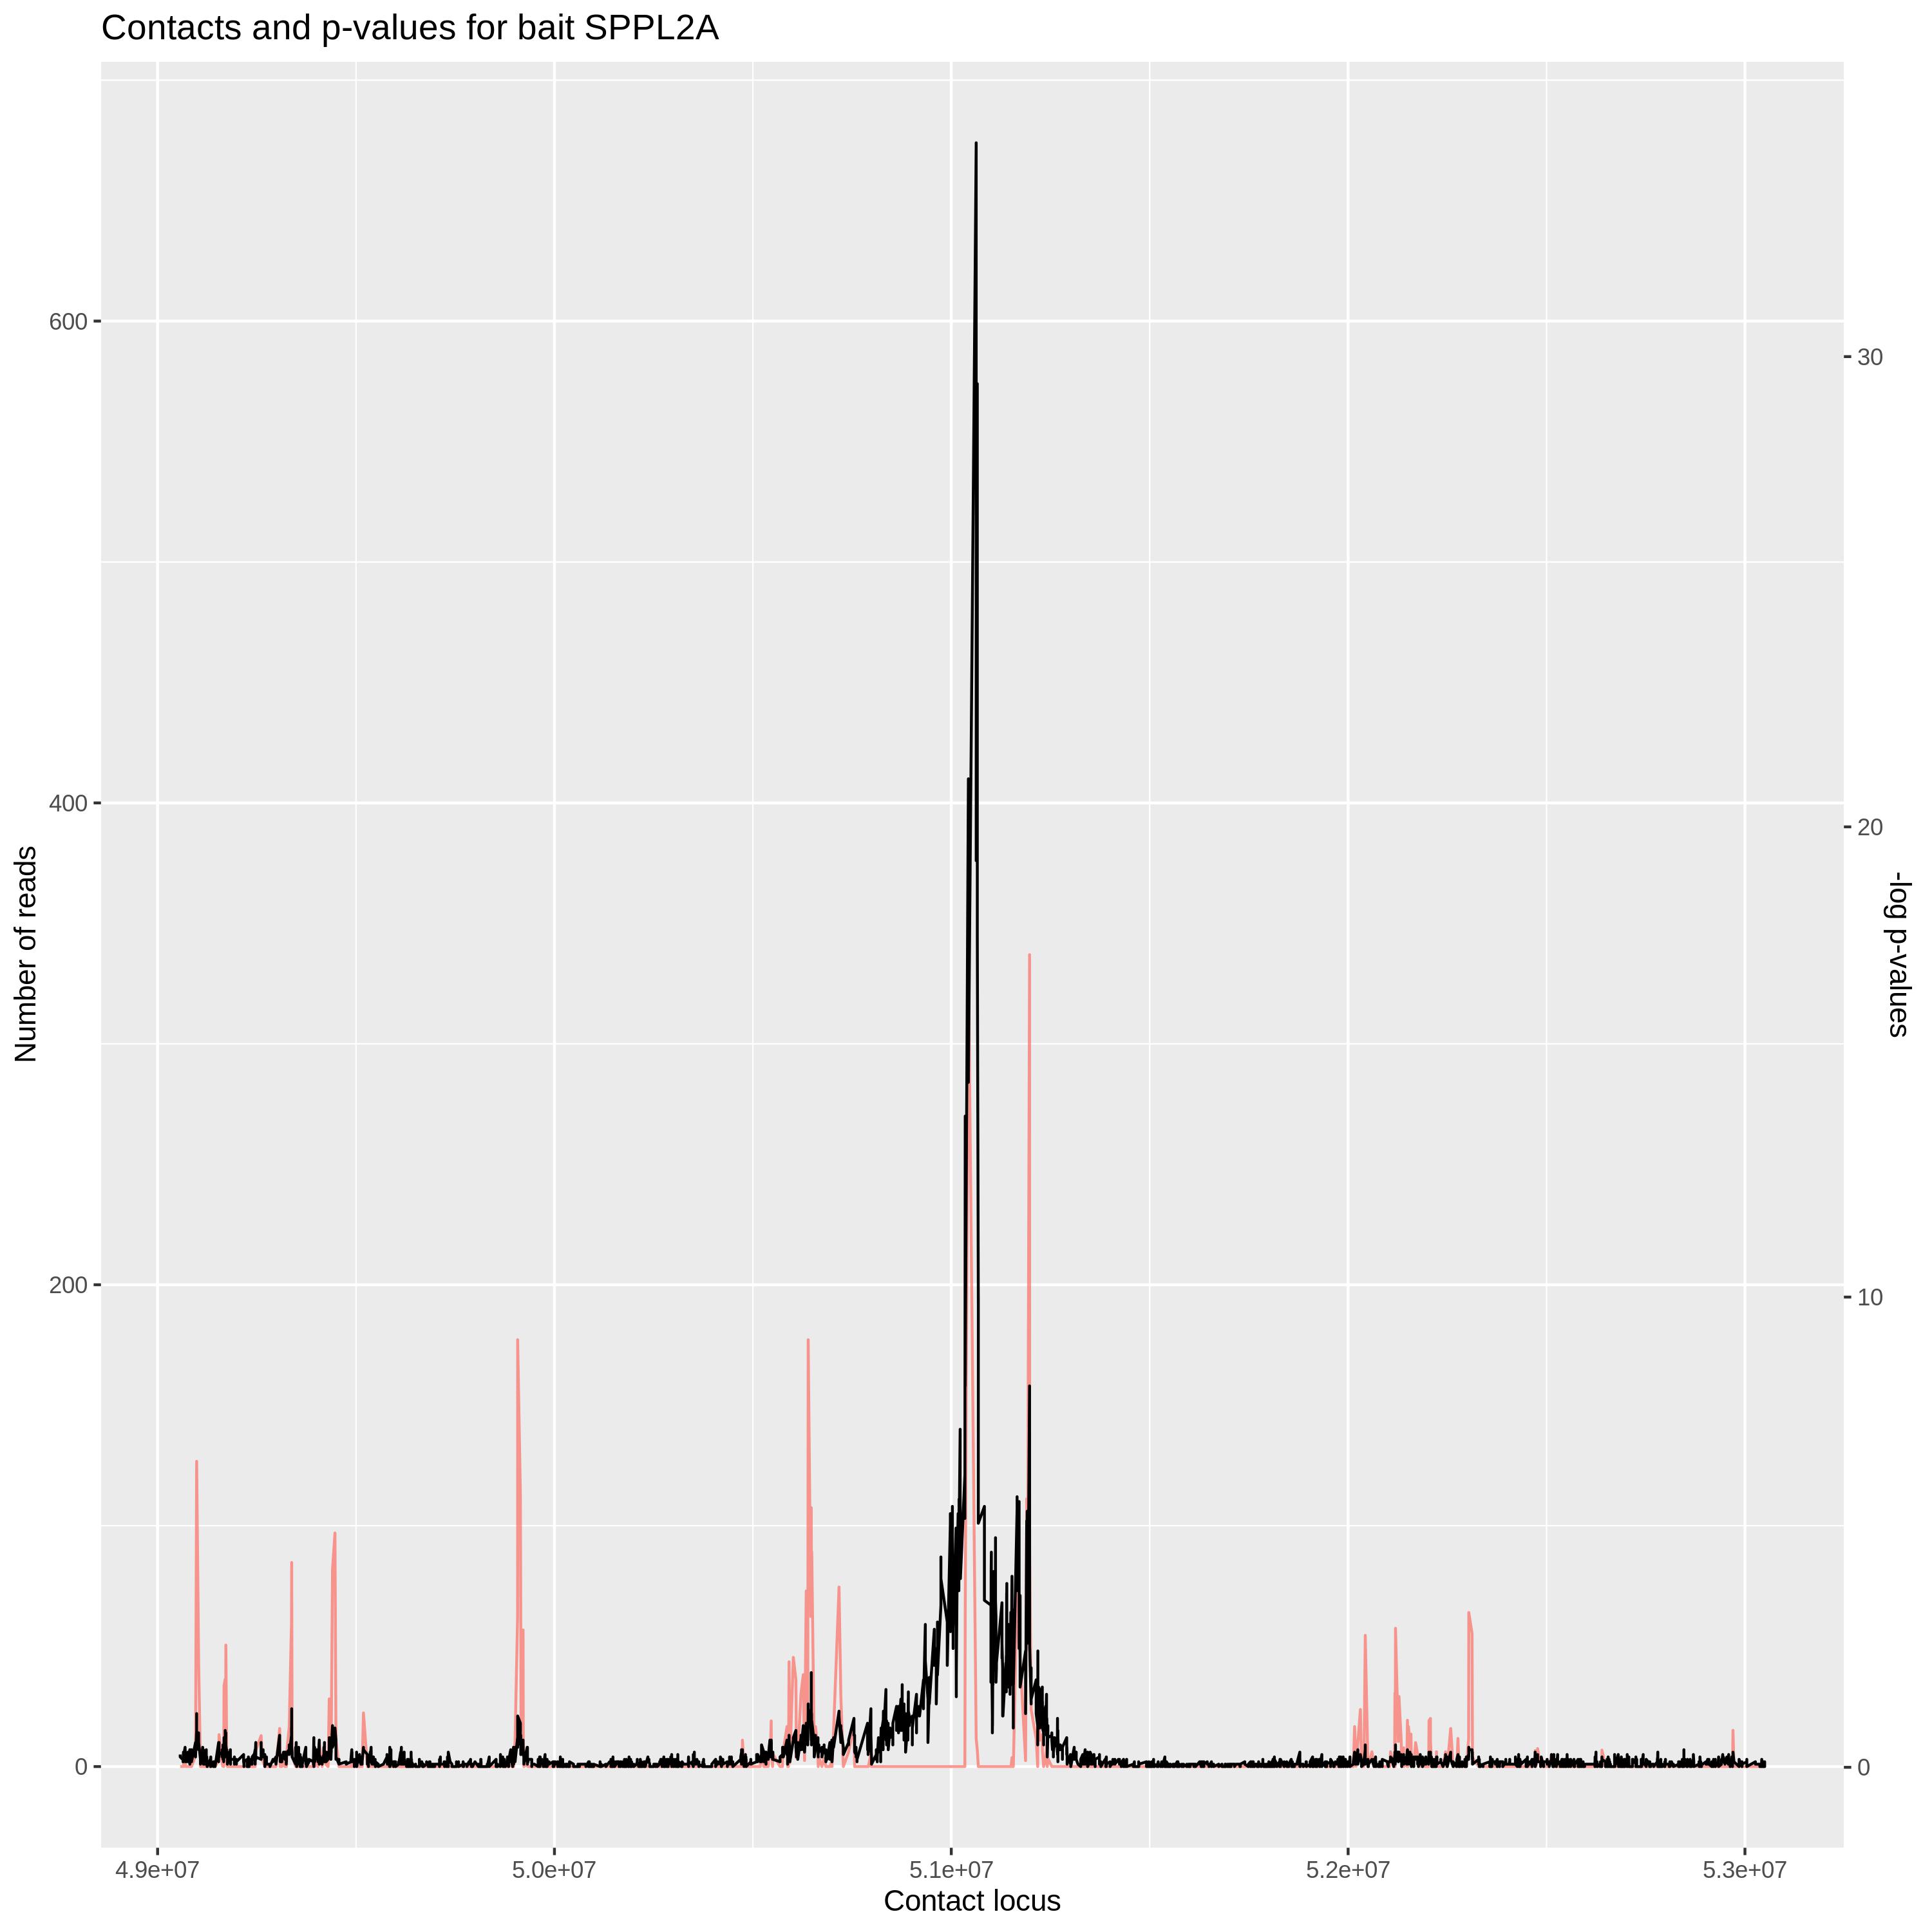 Contacts and p-values for bait SPPL2A
Number of reads
600
400
200
0
30
20
10
0
-log p-values
4.9e+07 5.0e+07 5.1e+07 5.2e+07 5.3e+07
Contact locus